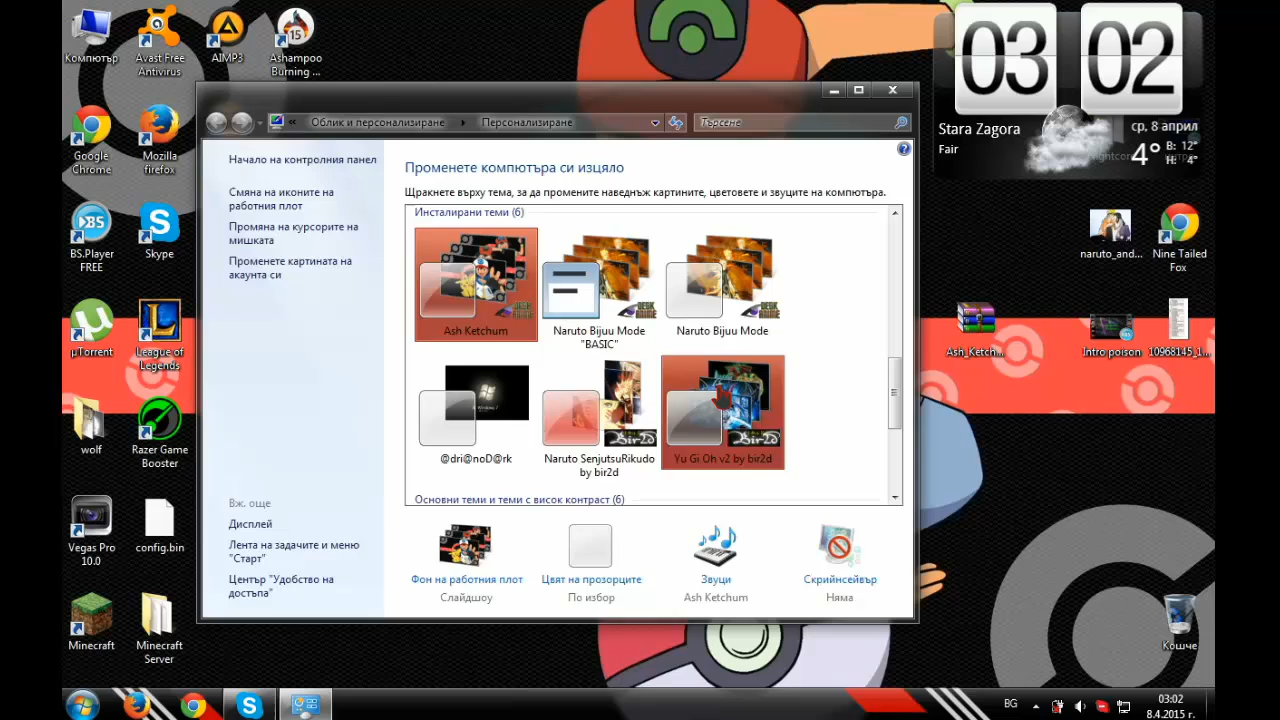 Компютър
Avast Free
Antivirus
AIMP3
Ashampoo
Burning ...
Google
Chrome
Mozilla
firefox
BS.Player
FREE
Skype
µTorrent
League of
Legends
wolf
Razer Game
Booster
Vegas Pro
10.0
config.bin
Minecraft
Minecraft
Server
« Облик и персонализиране
Персонализиране
Търсене
Начало на контролния панел
Смяна на иконите на
работния плот
Промяна на курсорите на
мишката
Променете картината на
акаунта си
Вж. още
Дисплей
Лента на задачите и меню
"Старт"
Център "Удобство на
достъпа"
Променете компютъра си изцяло
Щракнете върху тема, за да промените наведнъж картините, цветовете и звуците на компютъра.
Инсталирани теми (6)
Ash Ketchum
Naruto Bijuu Mode
"BASIC"
Naruto Bijuu Mode
@dri@noD@rk
Naruto SenjutsuRikudo
by bir2d
Yu Gi Oh v2 by bir2d
Основни теми и теми с висок контраст (6)
Фон на работния плот
Слайдшоу
Цвят на прозорците
По избор
Звуци
Ash Ketchum
Скрийнсейвър
Няма
03 02
Stara Zagora
Fair
ср, 8 април
4°
В: 12°
Н: 4°
naruto_and...
Nine Tailed
Fox
Ash_Ketch...
Intro poison
10968145_1...
Кошче
BG
03:02
8.4.2015 г.